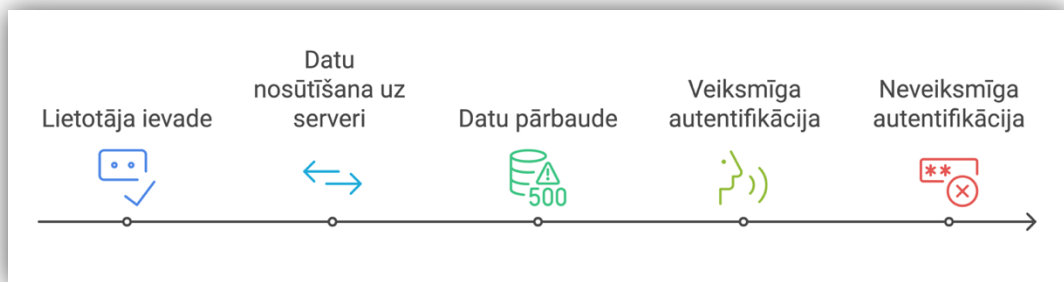 Lietotāja ievade
Datu
nosūtīšana uz
serveri
Datu pārbaude
Veiksmīga
autentifikācija
Neveiksmīga
autentifikācija
500
**